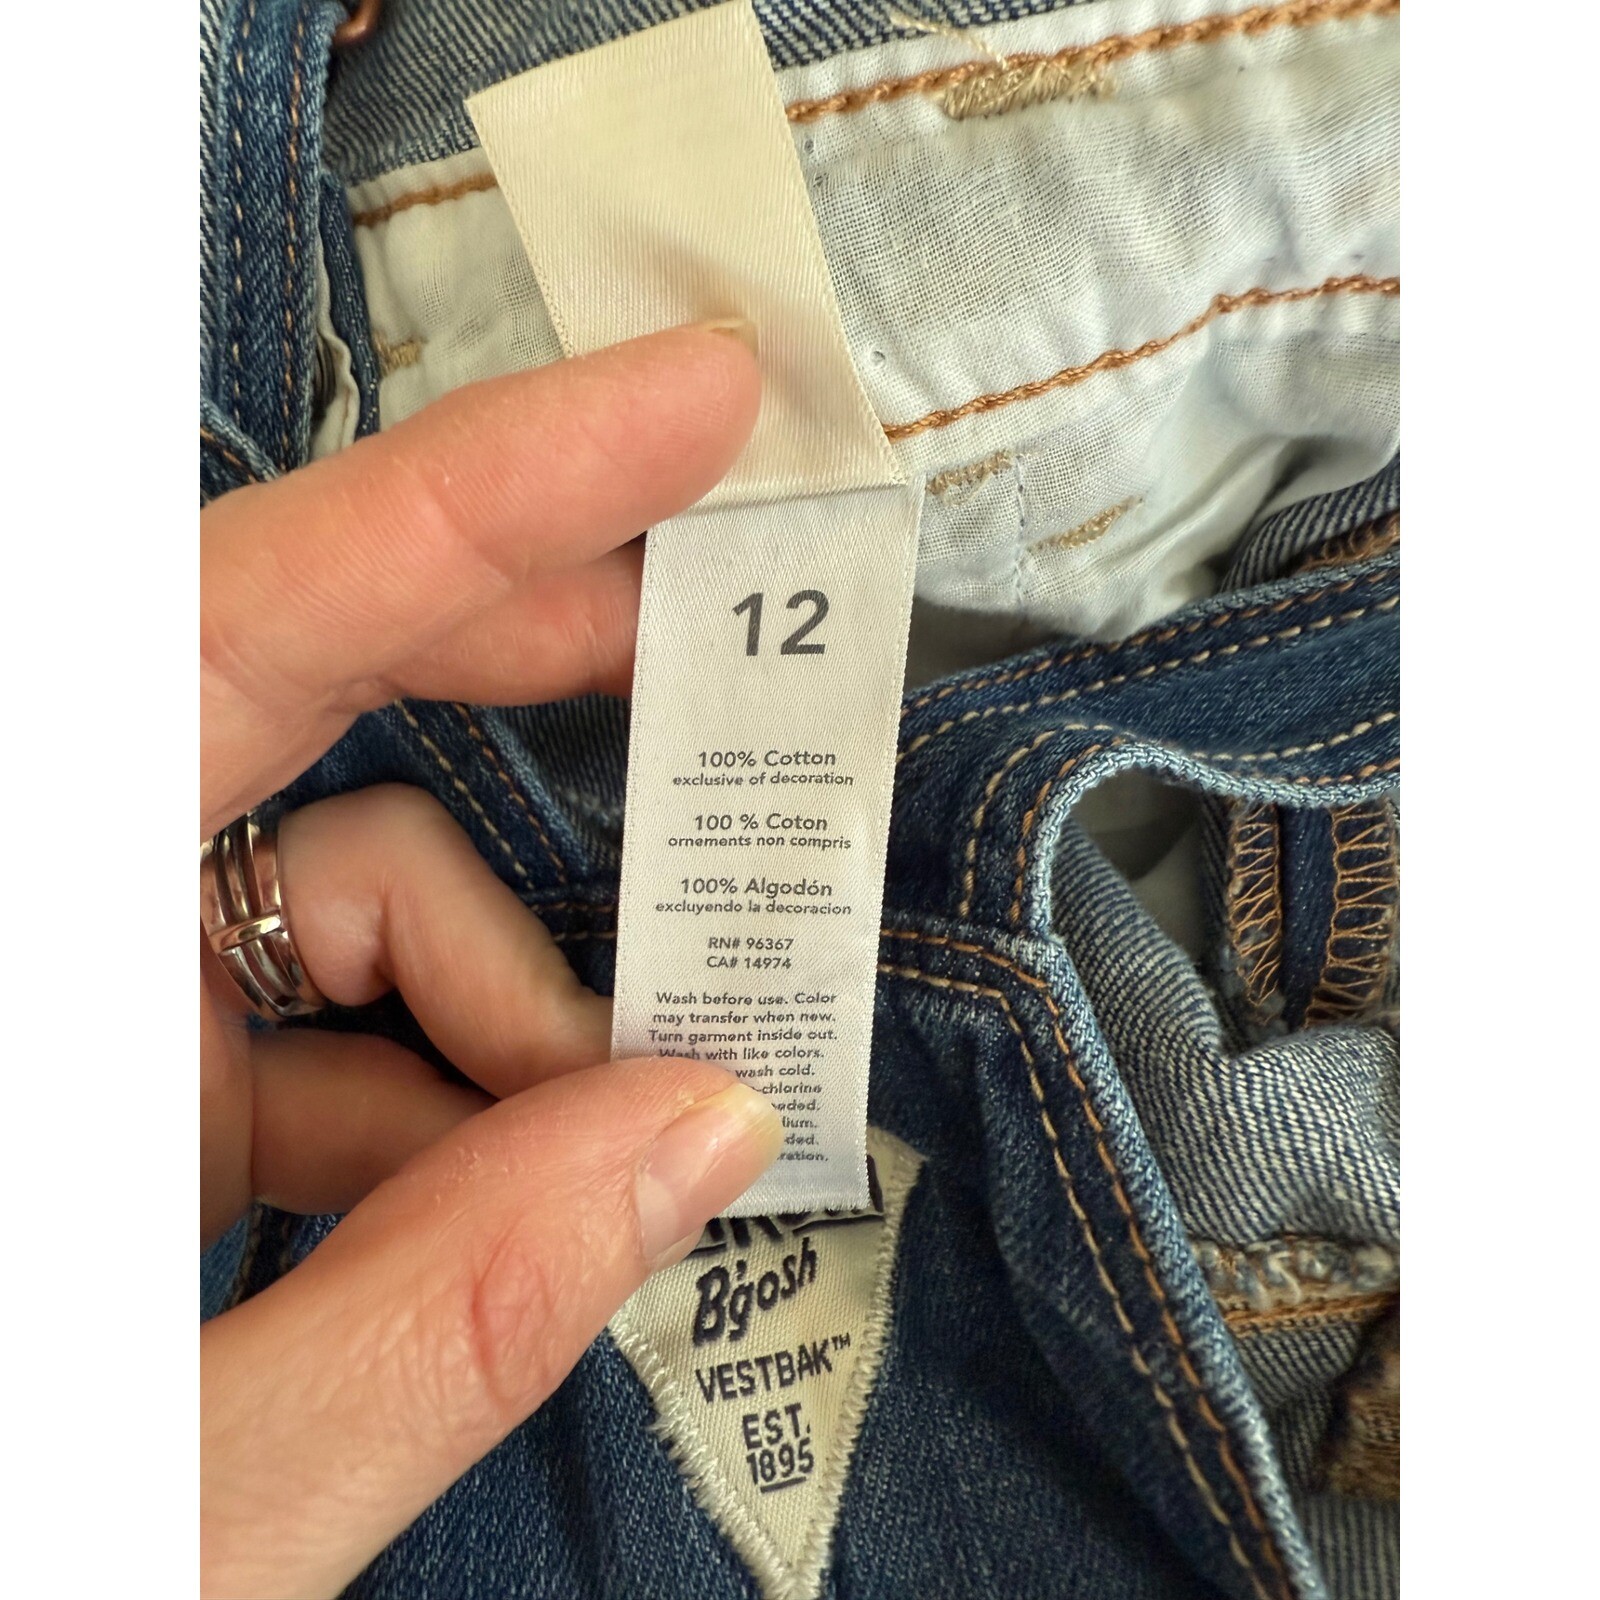 12
100% Cotton
exclusive of decoration
100 % Coton
ornements non compris
100% Algodón
excluyendo la decoracion
RN# 96367
CA# 14974
Wash before use. Color
may transfer when new.
Turn garment inside out.
Wash with like colors.
wash cold.
-chlorine
B'gosh
VESTBAK™
EST.
1895